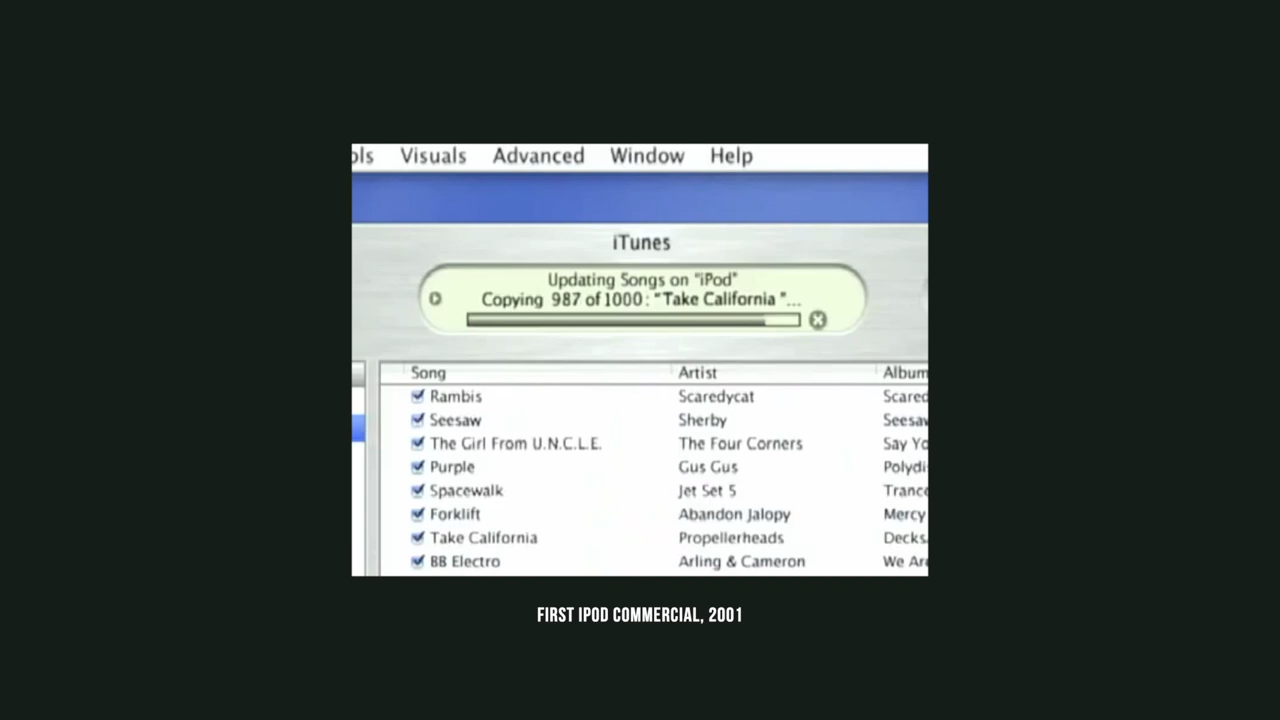 ols Visuals Advanced Window Help
iTunes
Updating Songs on "iPod"
Copying 987 of 1000: "Take California "...
Song Artist Album
Rambis Scaredycat Scared
Seesaw Sherby Seesaw
The Girl From U.N.C.L.E. The Four Corners Say Yo
Purple Gus Gus Polydi
Spacewalk Jet Set 5 Trance
Forklift Abandon Jalopy Mercy
Take California Propellerheads Decks.
BB Electro Arling & Cameron We Are
FIRST IPOD COMMERCIAL, 2001